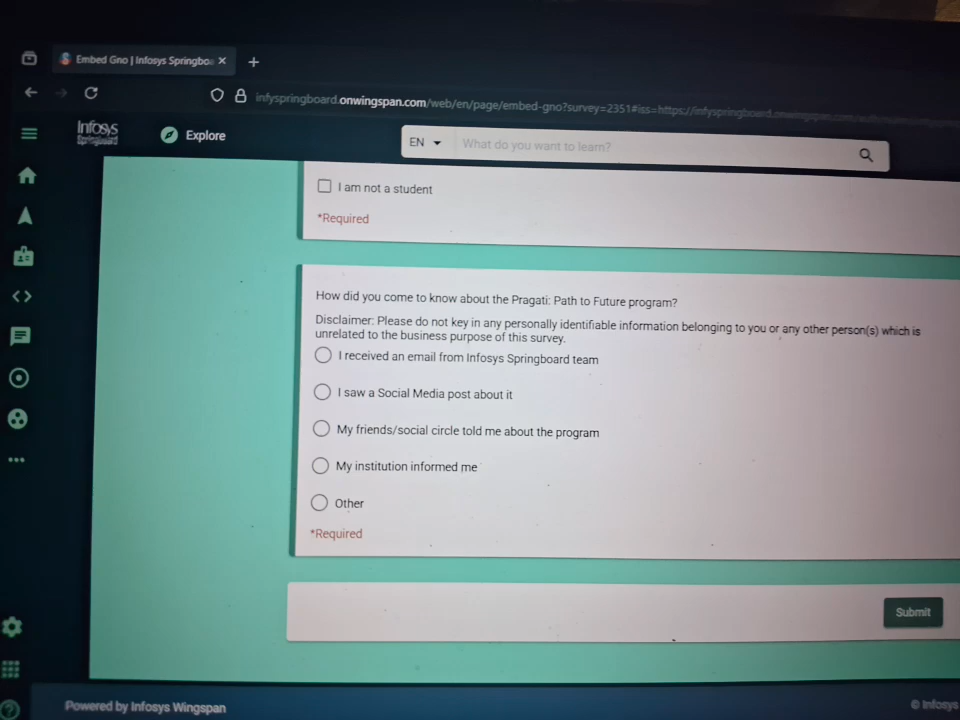 Embed Gno | Infosys Springboa
infyspringboard.onwingspan.com/web/en/page/embed-gno?survey=2351#iss=https://infyspringboard.onwingspan.com/
Infosys
Springboard
Explore
EN
What do you want to learn?
I am not a student
*Required
How did you come to know about the Pragati: Path to Future program?
Disclaimer: Please do not key in any personally identifiable information belonging to you or any other person(s) which is
unrelated to the business purpose of this survey.
I received an email from Infosys Springboard team
I saw a Social Media post about it
My friends/social circle told me about the program
My institution informed me
Other
*Required
Submit
Powered by Infosys Wingspan
© Infosys